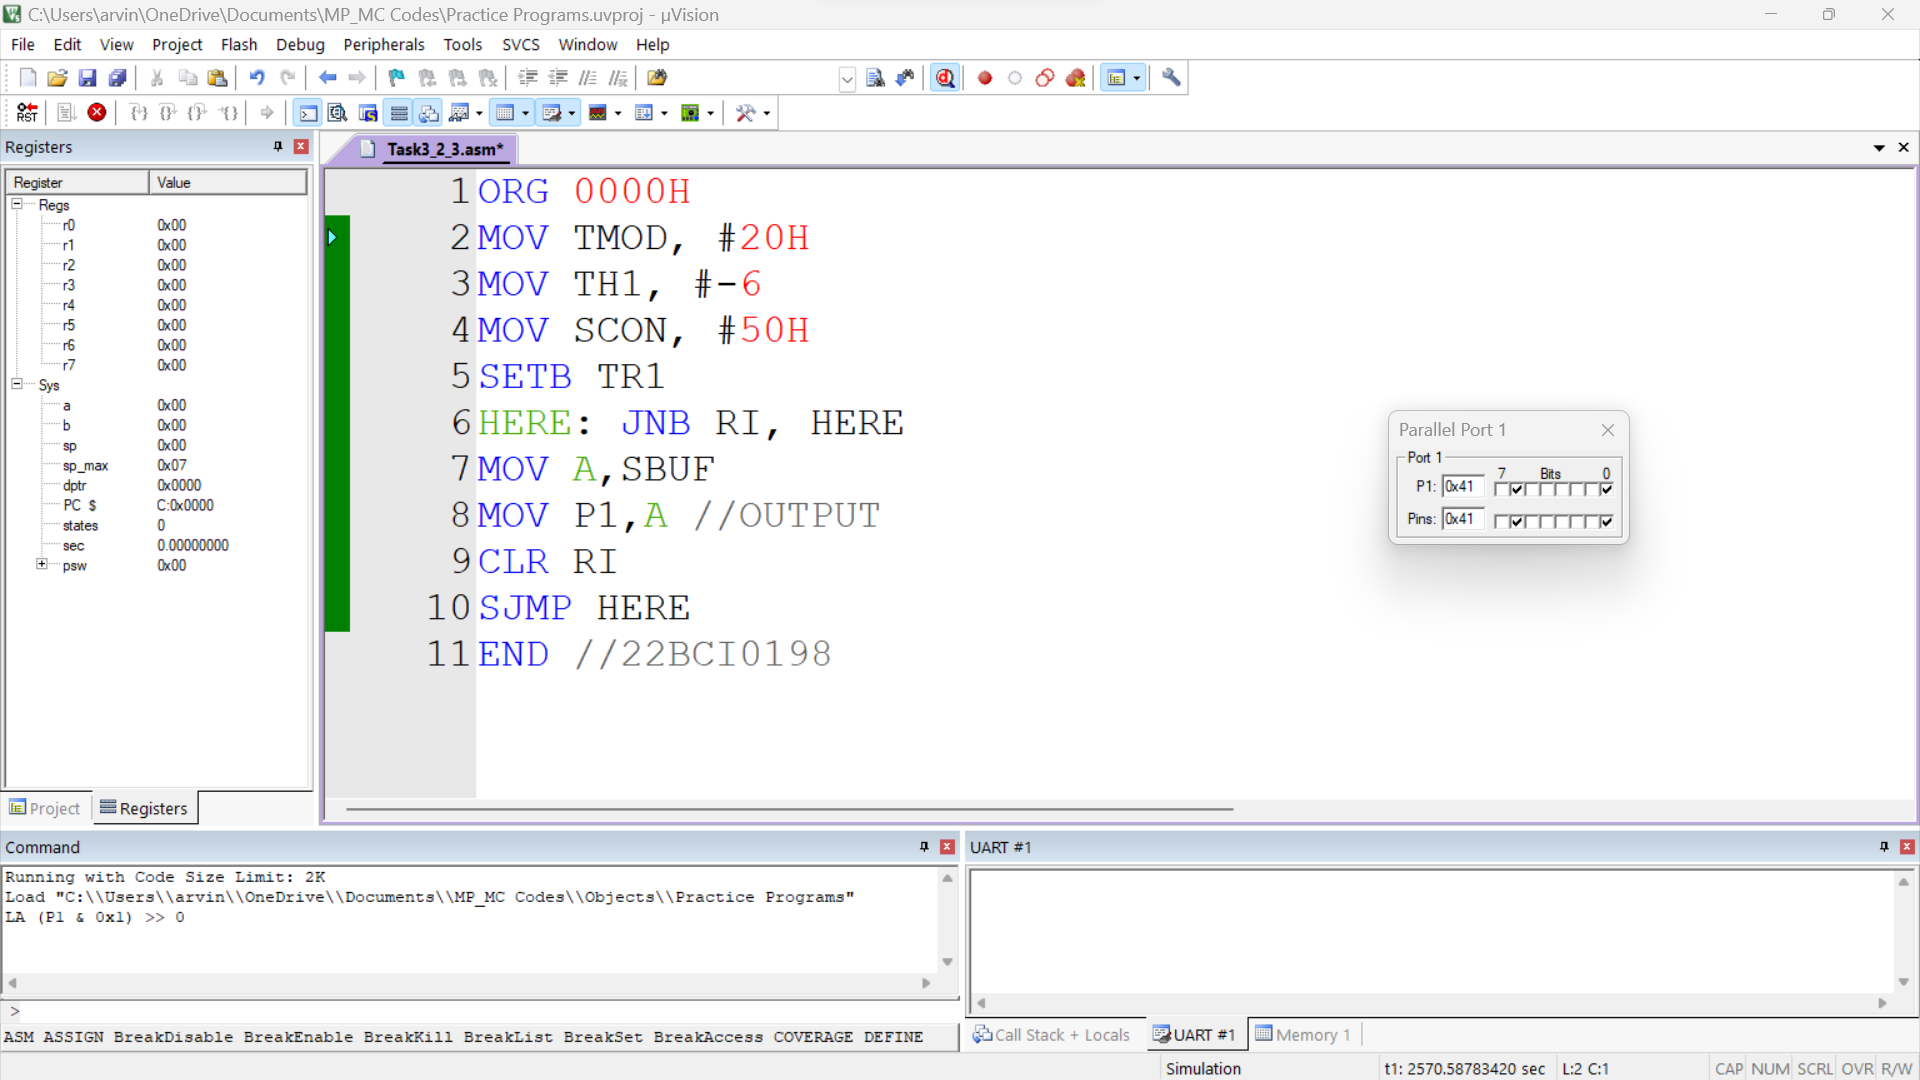 C:\Users\arvin\OneDrive\Documents\MP_MC Codes\Practice Programs.uvproj - µVision
File Edit View Project Flash Debug Peripherals Tools SVCS Window Help
RST
Registers
Register Value
Regs
r0 0x00
r1 0x00
r2 0x00
r3 0x00
r4 0x00
r5 0x00
r6 0x00
r7 0x00
Sys
a 0x00
b 0x00
sp 0x00
sp_max 0x07
dptr 0x0000
PC $ C:0x0000
states 0
sec 0.00000000
psw 0x00
Project Registers
Task3_2_3.asm*
1 ORG 0000H
2 MOV TMOD, #20H
3 MOV TH1, #-6
4 MOV SCON, #50H
5 SETB TR1
6 HERE: JNB RI, HERE
7 MOV A,SBUF
8 MOV P1,A //OUTPUT
9 CLR RI
10 SJMP HERE
11 END //22BCI0198
Parallel Port 1
Port 1
7 Bits 0
P1: 0x41
Pins: 0x41
Command
Running with Code Size Limit: 2K
Load "C:\\Users\\arvin\\OneDrive\\Documents\\MP_MC Codes\\Objects\\Practice Programs"
LA (P1 & 0x1) >> 0
>
ASM ASSIGN BreakDisable BreakEnable BreakKill BreakList BreakSet BreakAccess COVERAGE DEFINE
UART #1
Call Stack + Locals UART #1 Memory 1
Simulation t1: 2570.58783420 sec L:2 C:1 CAP NUM SCRL OVR R/W